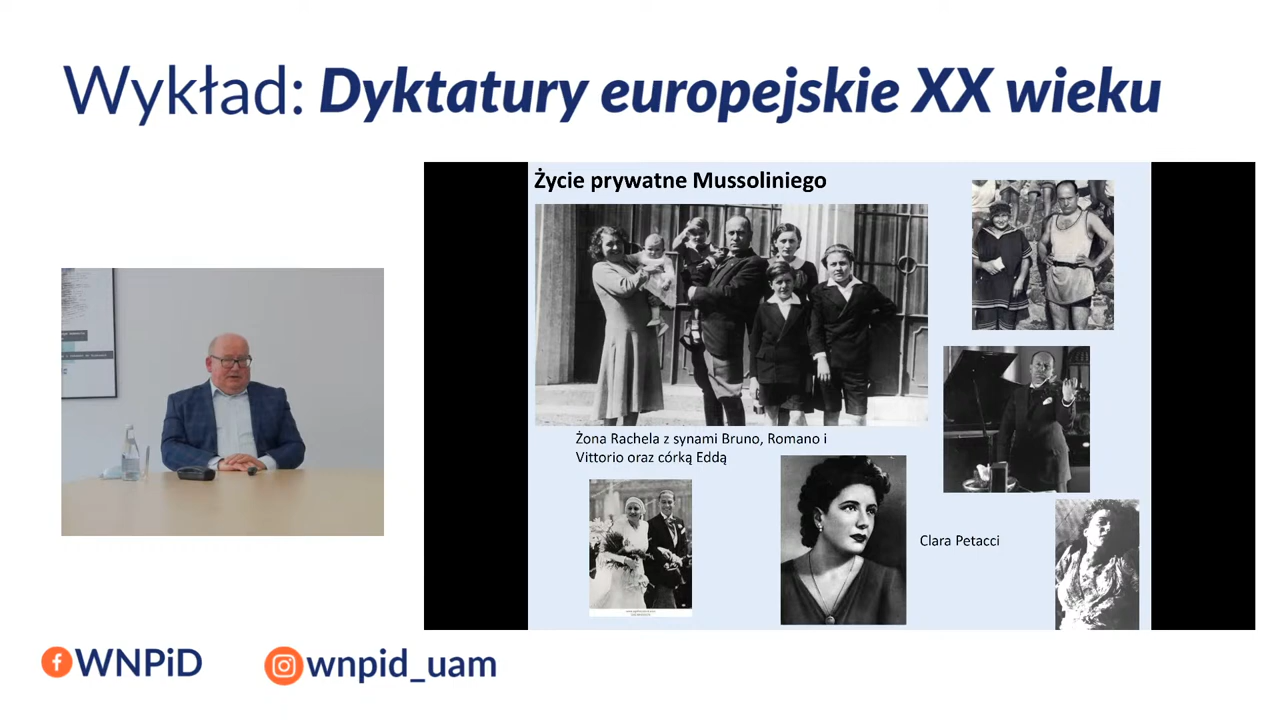 Wykład: Dyktatury europejskie XX wieku
Życie prywatne Mussoliniego
Żona Rachela z synami Bruno, Romano i
Vittorio oraz córką Eddą
Clara Petacci
WNPiD
wnpid_uam